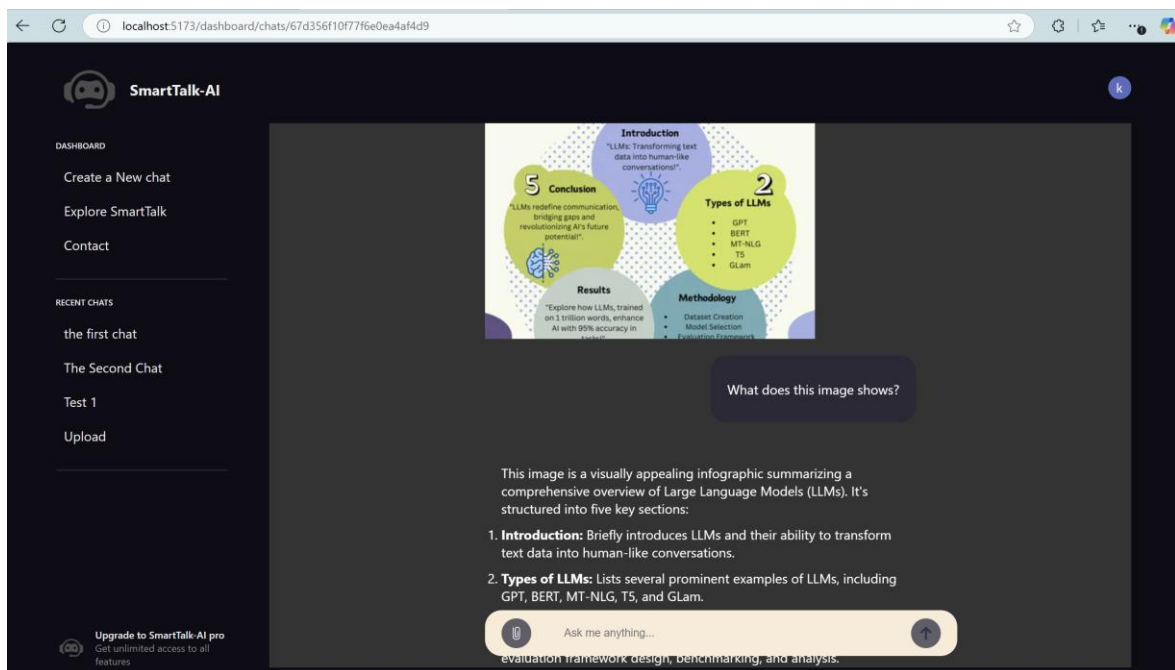 localhost:5173/dashboard/chats/67d356f10f77f6e0ea4af4d9
SmartTalk-AI
k
DASHBOARD
Create a New chat
Explore SmartTalk
Contact
RECENT CHATS
the first chat
The Second Chat
Test 1
Upload
Upgrade to SmartTalk-AI pro
Get unlimited access to all
features
Introduction
"LLMs: Transforming text
data into human-like
conversations!".
5 Conclusion
"LLMs redefine communication,
bridging gaps and
revolutionizing AI's future
potential!".
2
Types of LLMs
• GPT
• BERT
• MT-NLG
• T5
• GLam
Results
"Explore how LLMs, trained
on 1 trillion words, enhance
AI with 95% accuracy in
tasks!"
Methodology
• Dataset Creation
• Model Selection
• Evaluation Framework
What does this image shows?
This image is a visually appealing infographic summarizing a
comprehensive overview of Large Language Models (LLMs). It's
structured into five key sections:
1. Introduction: Briefly introduces LLMs and their ability to transform
text data into human-like conversations.
2. Types of LLMs: Lists several prominent examples of LLMs, including
GPT, BERT, MT-NLG, T5, and GLam.
Ask me anything...
evaluation framework design, benchmarking, and analysis.